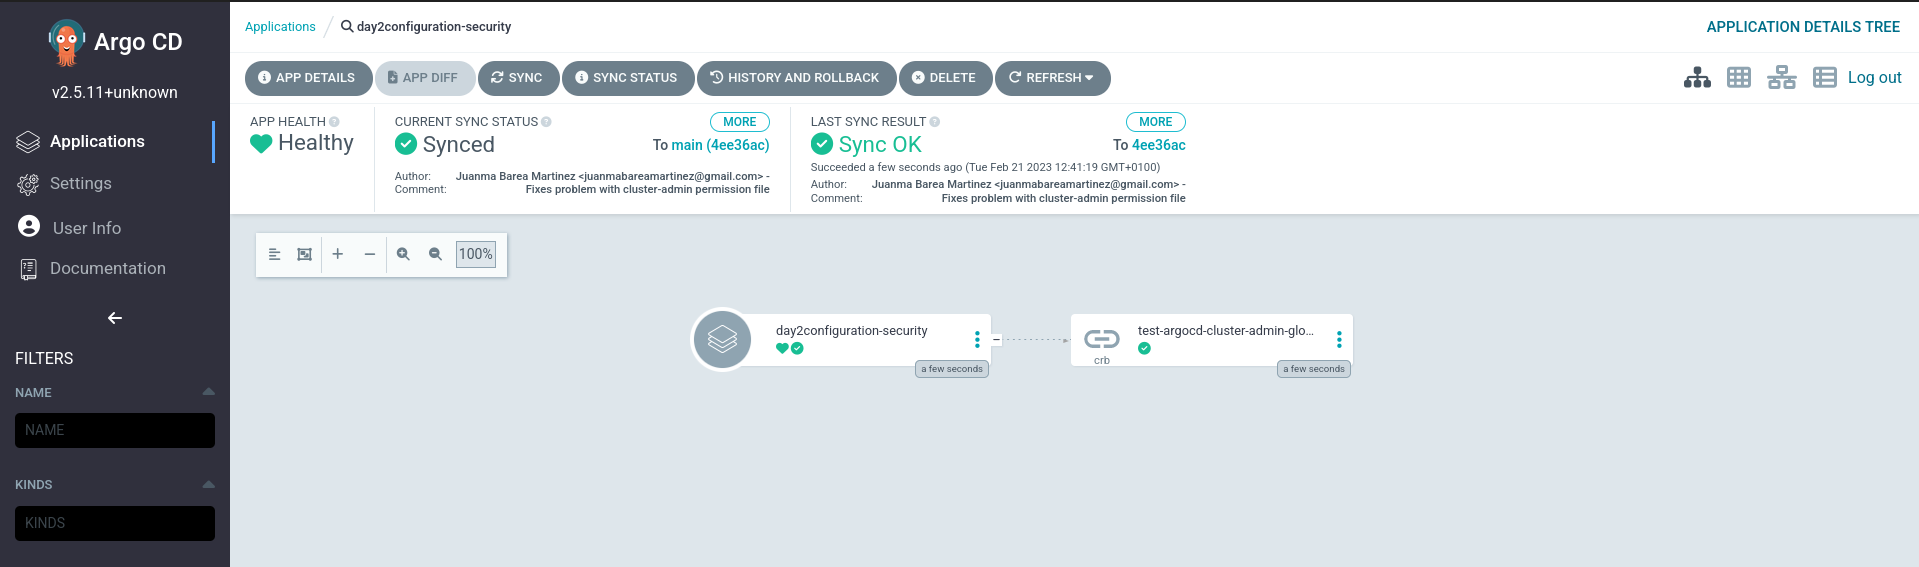 Argo CD
v2.5.11+unknown
Applications
Settings
User Info
Documentation
FILTERS
NAME
NAME
KINDS
KINDS
Applications / day2configuration-security
APPLICATION DETAILS TREE
APP DETAILS
APP DIFF
SYNC
SYNC STATUS
HISTORY AND ROLLBACK
DELETE
REFRESH
Log out
APP HEALTH
Healthy
CURRENT SYNC STATUS
MORE
Synced
To main (4ee36ac)
Author: Juanma Barea Martinez <juanmabareamartinez@gmail.com> -
Comment: Fixes problem with cluster-admin permission file
LAST SYNC RESULT
MORE
Sync OK
To 4ee36ac
Succeeded a few seconds ago (Tue Feb 21 2023 12:41:19 GMT+0100)
Author: Juanma Barea Martinez <juanmabareamartinez@gmail.com> -
Comment: Fixes problem with cluster-admin permission file
100%
day2configuration-security
a few seconds
test-argocd-cluster-admin-glo...
crb
a few seconds